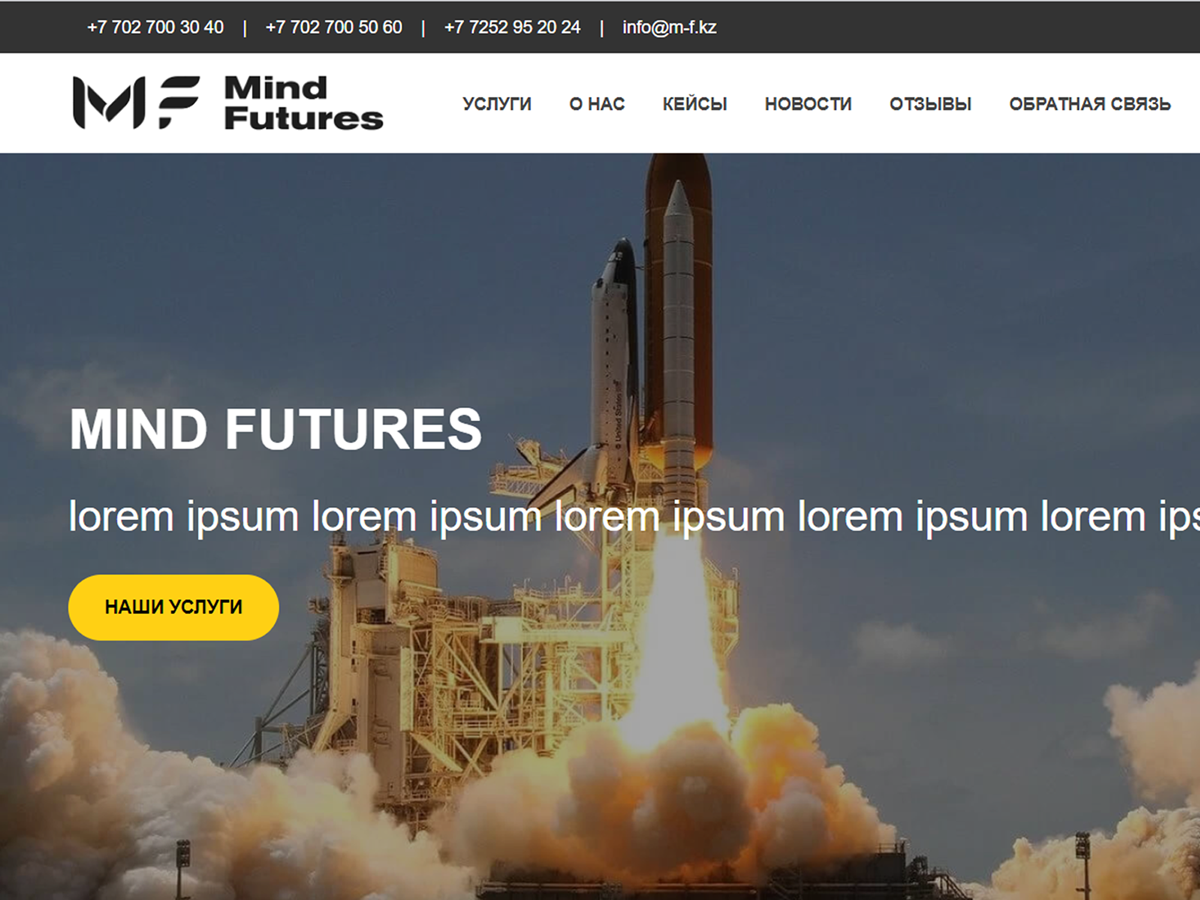 +7 702 700 30 40 | +7 702 700 50 60 | +7 7252 95 20 24 | info@m-f.kz
MF Mind
Futures
УСЛУГИ О НАС КЕЙСЫ НОВОСТИ ОТЗЫВЫ ОБРАТНАЯ СВЯЗЬ
United States
MIND FUTURES
lorem ipsum lorem ipsum lorem ipsum lorem ipsum lorem ips
НАШИ УСЛУГИ